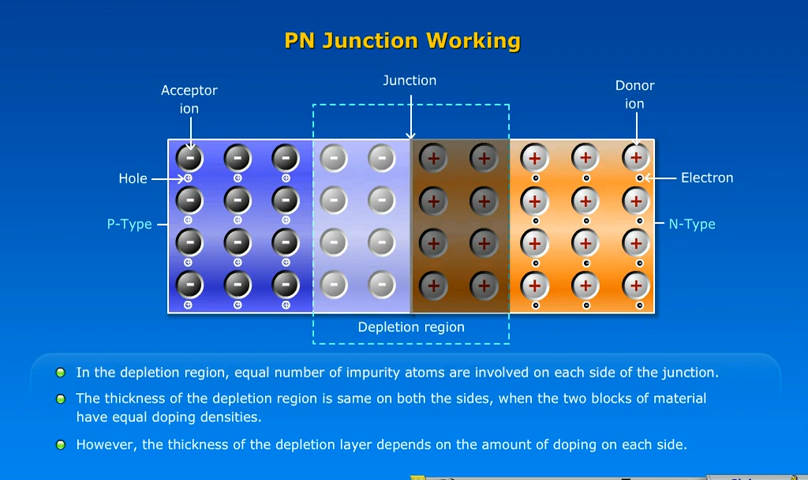 PN Junction Working
Acceptor
ion
Junction
Donor
ion
Hole
Electron
P-Type
N-Type
Depletion region
In the depletion region, equal number of impurity atoms are involved on each side of the junction.
The thickness of the depletion region is same on both the sides, when the two blocks of material
have equal doping densities.
However, the thickness of the depletion layer depends on the amount of doping on each side.